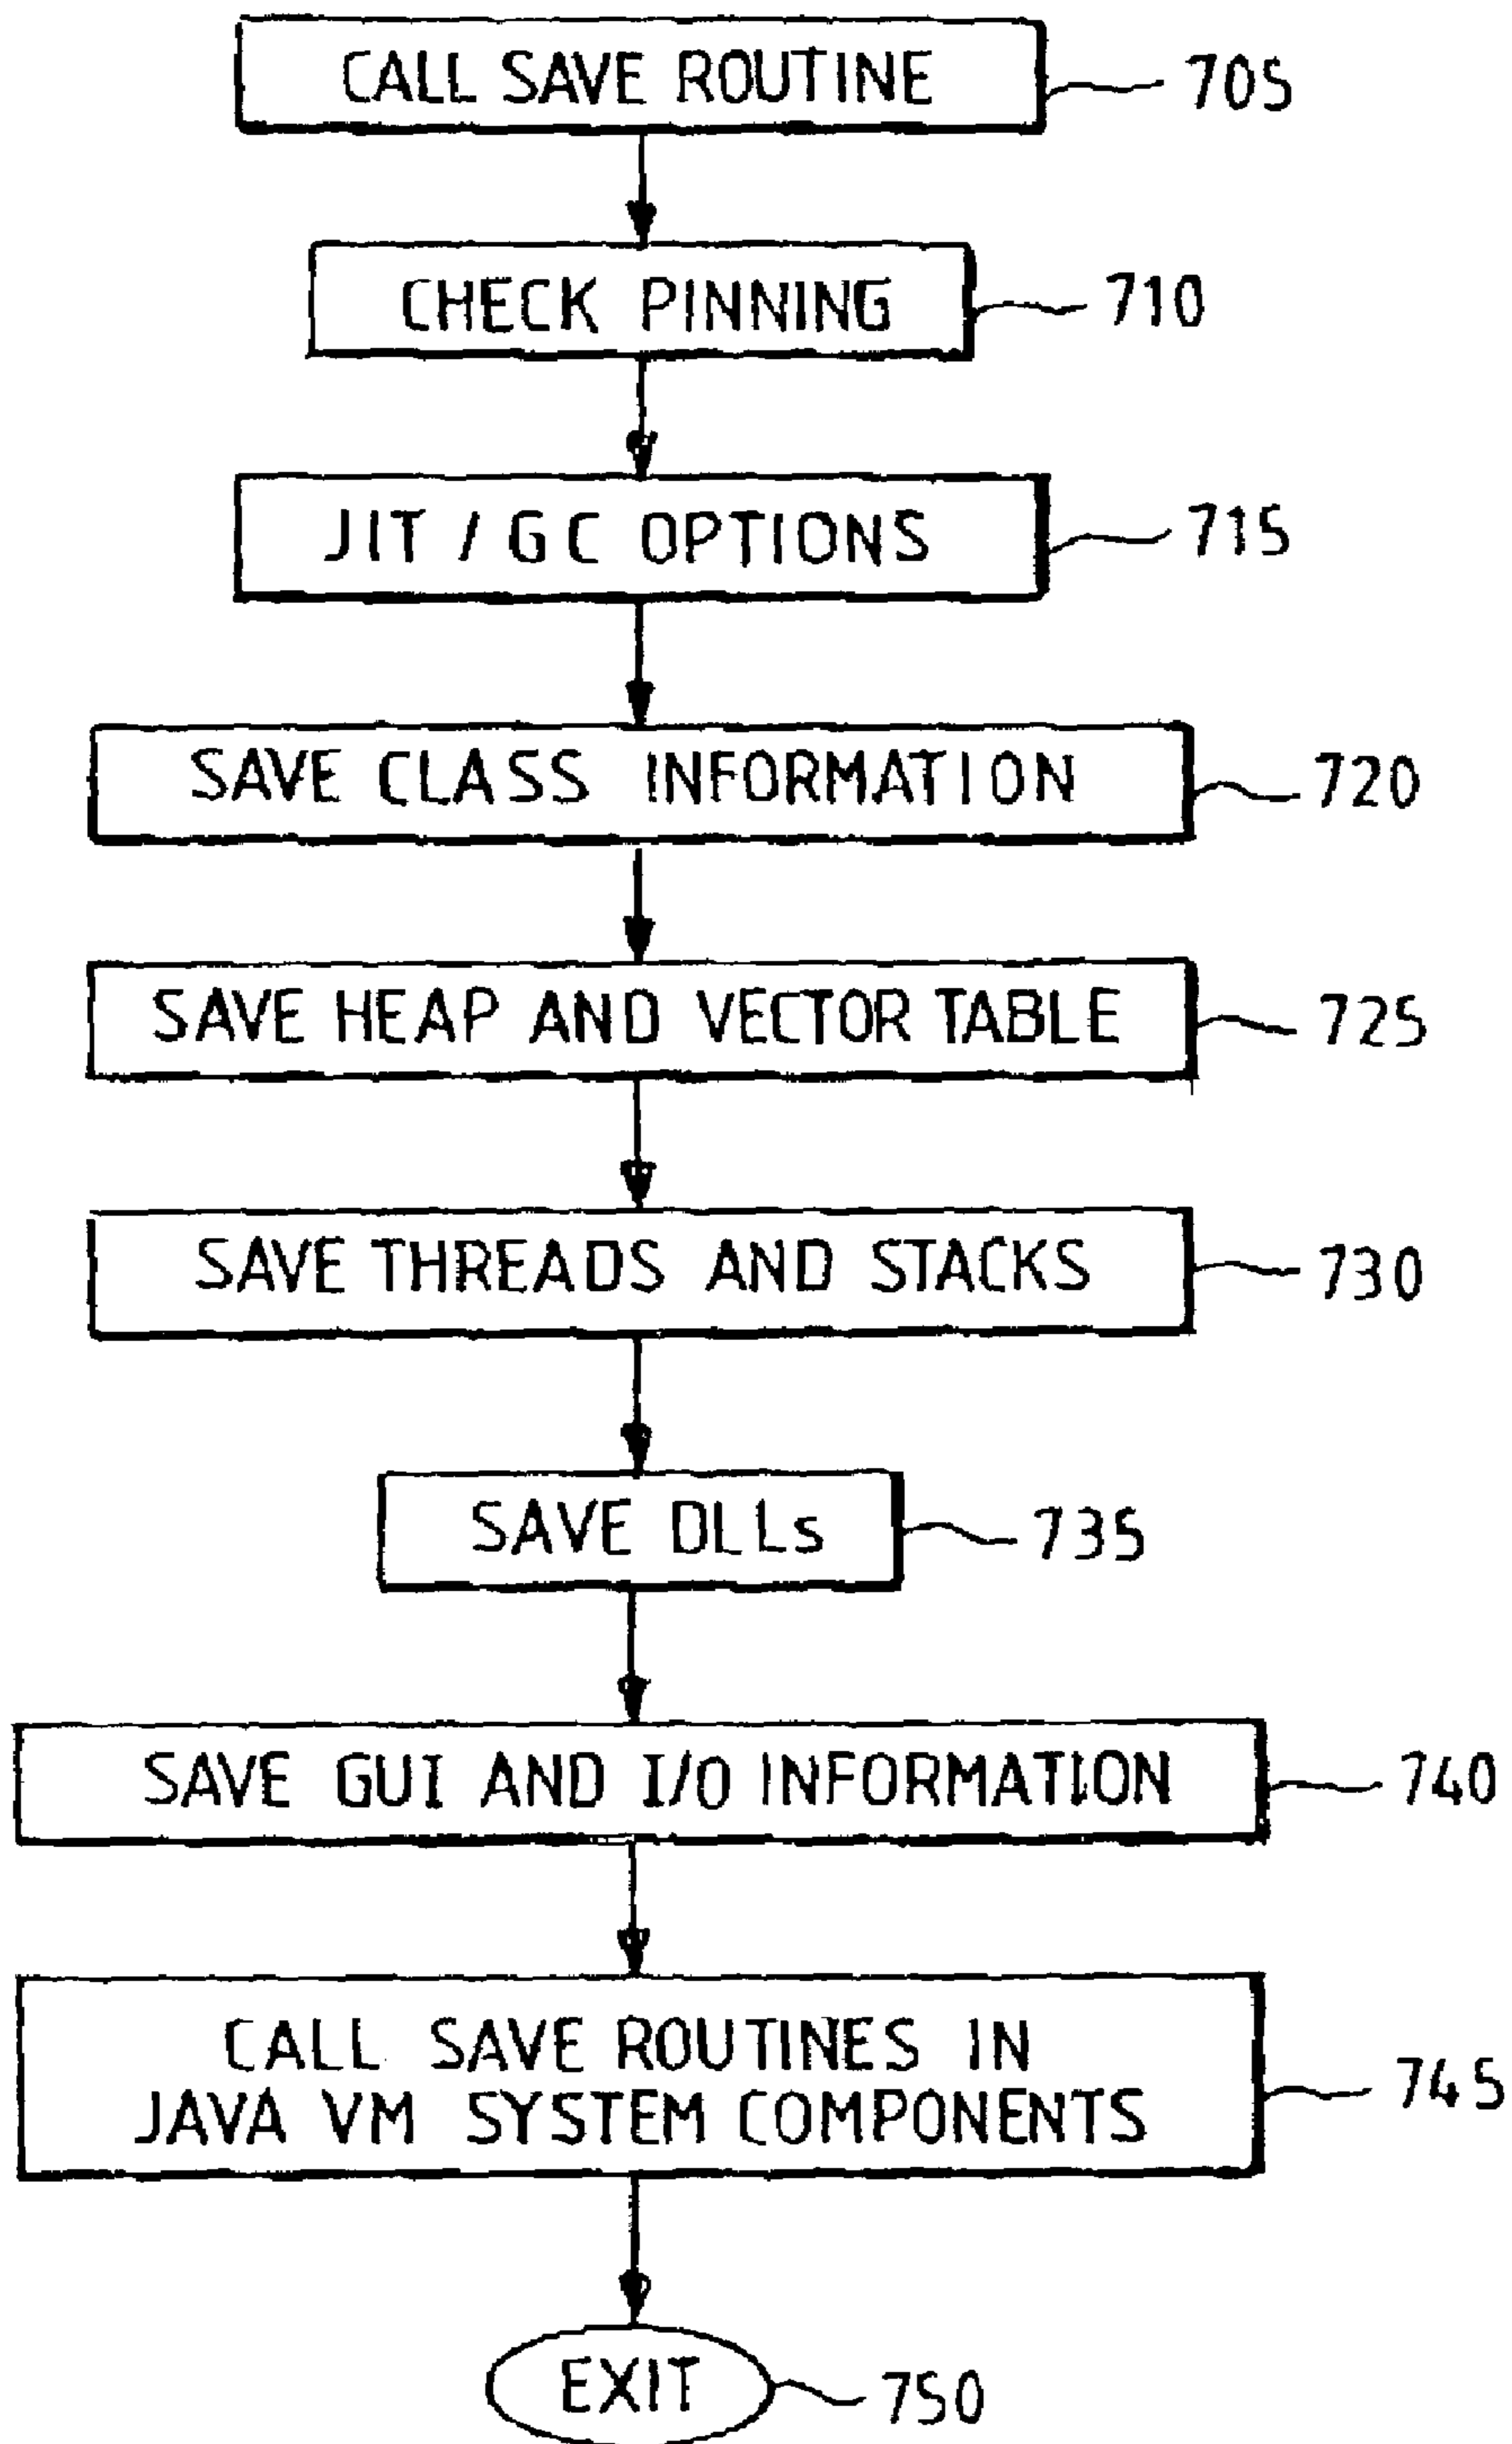 CALL SAVE ROUTINE 705
CHECK PINNING 710
JIT / GC OPTIONS 715
SAVE CLASS INFORMATION 720
SAVE HEAP AND VECTOR TABLE 725
SAVE THREADS AND STACKS 730
SAVE DLLs 735
SAVE GUI AND I/O INFORMATION 740
CALL SAVE ROUTINES IN
JAVA VM SYSTEM COMPONENTS 745
EXIT 750